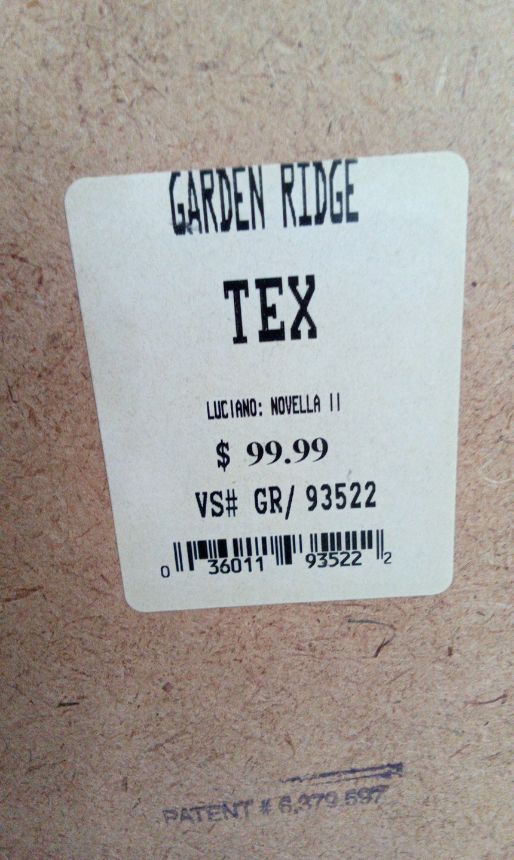 GARDEN RIDGE
TEX
LUCIANO: NOVELLA II
$ 99.99
VS# GR/ 93522
0 36011 93522 2
PATENT # 6,379,597